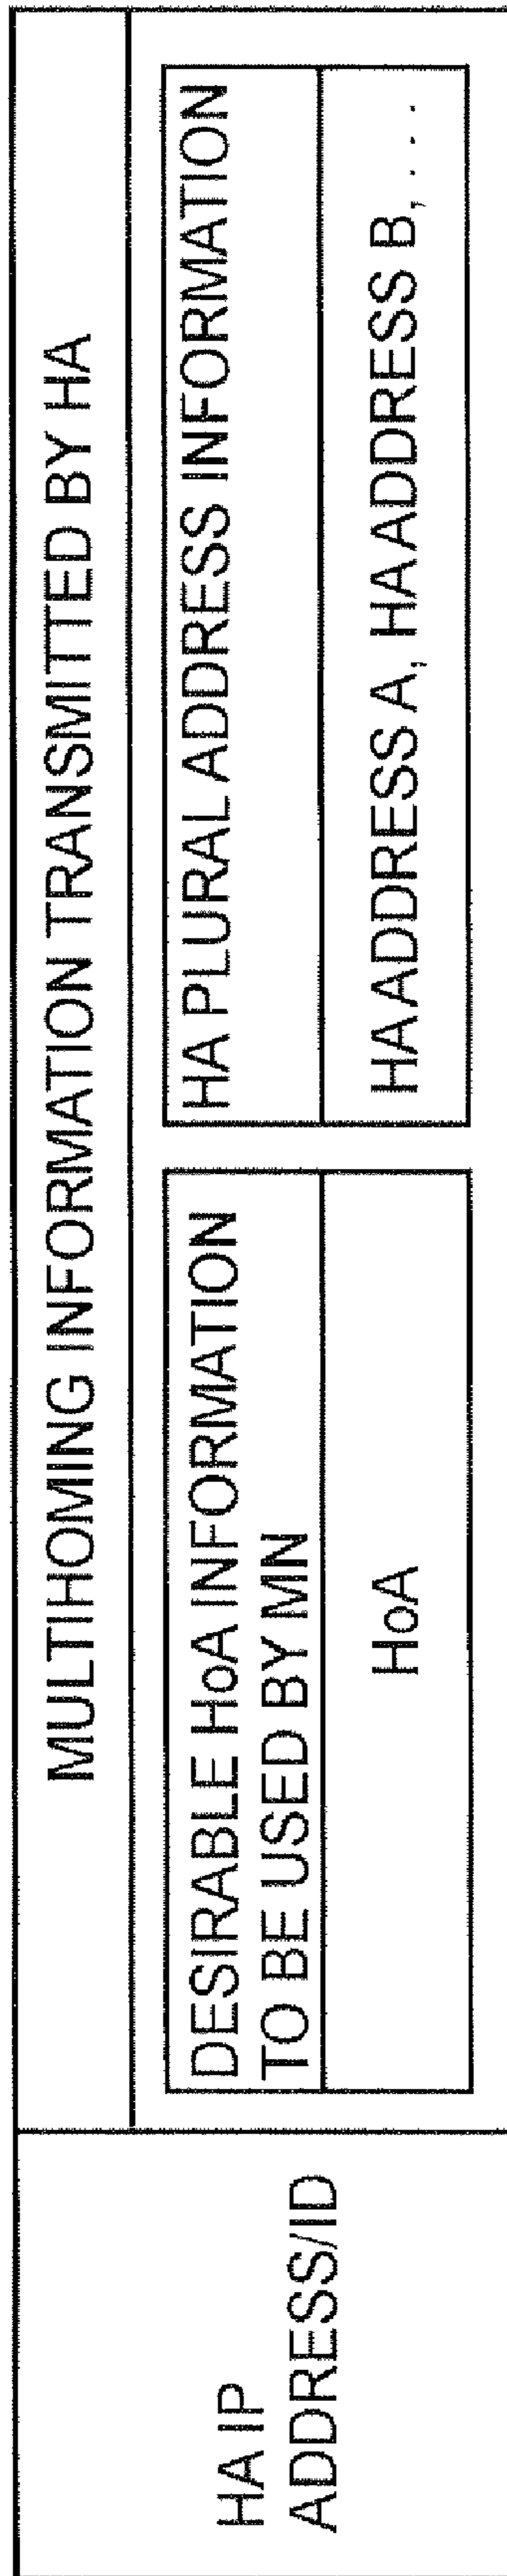 HA IP
ADDRESS/ID
MULTIHOMING INFORMATION TRANSMITTED BY HA
DESIRABLE HoA INFORMATION
TO BE USED BY MN
HoA
HA PLURAL ADDRESS INFORMATION
HA ADDRESS A, HA ADDRESS B, . . .